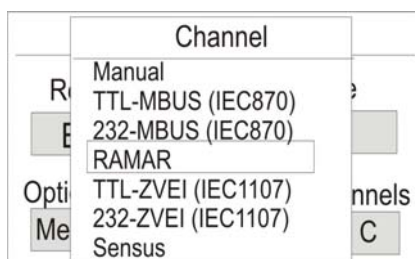 Channel
Manual
TTL-MBUS (IEC870)
232-MBUS (IEC870)
RAMAR
TTL-ZVEI (IEC1107)
232-ZVEI (IEC1107)
Sensus
C